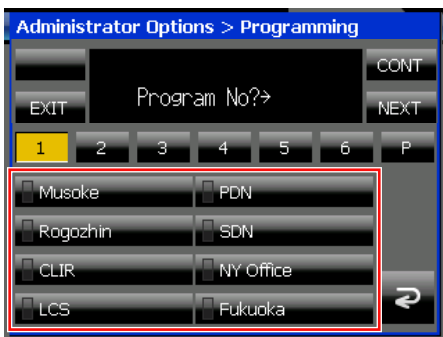 Administrator Options > Programming
CONT
Program No?→
EXIT
NEXT
1 2 3 4 5 6 P
Musoke PDN
Rogozhin SDN
CLIR NY Office
LCS Fukuoka